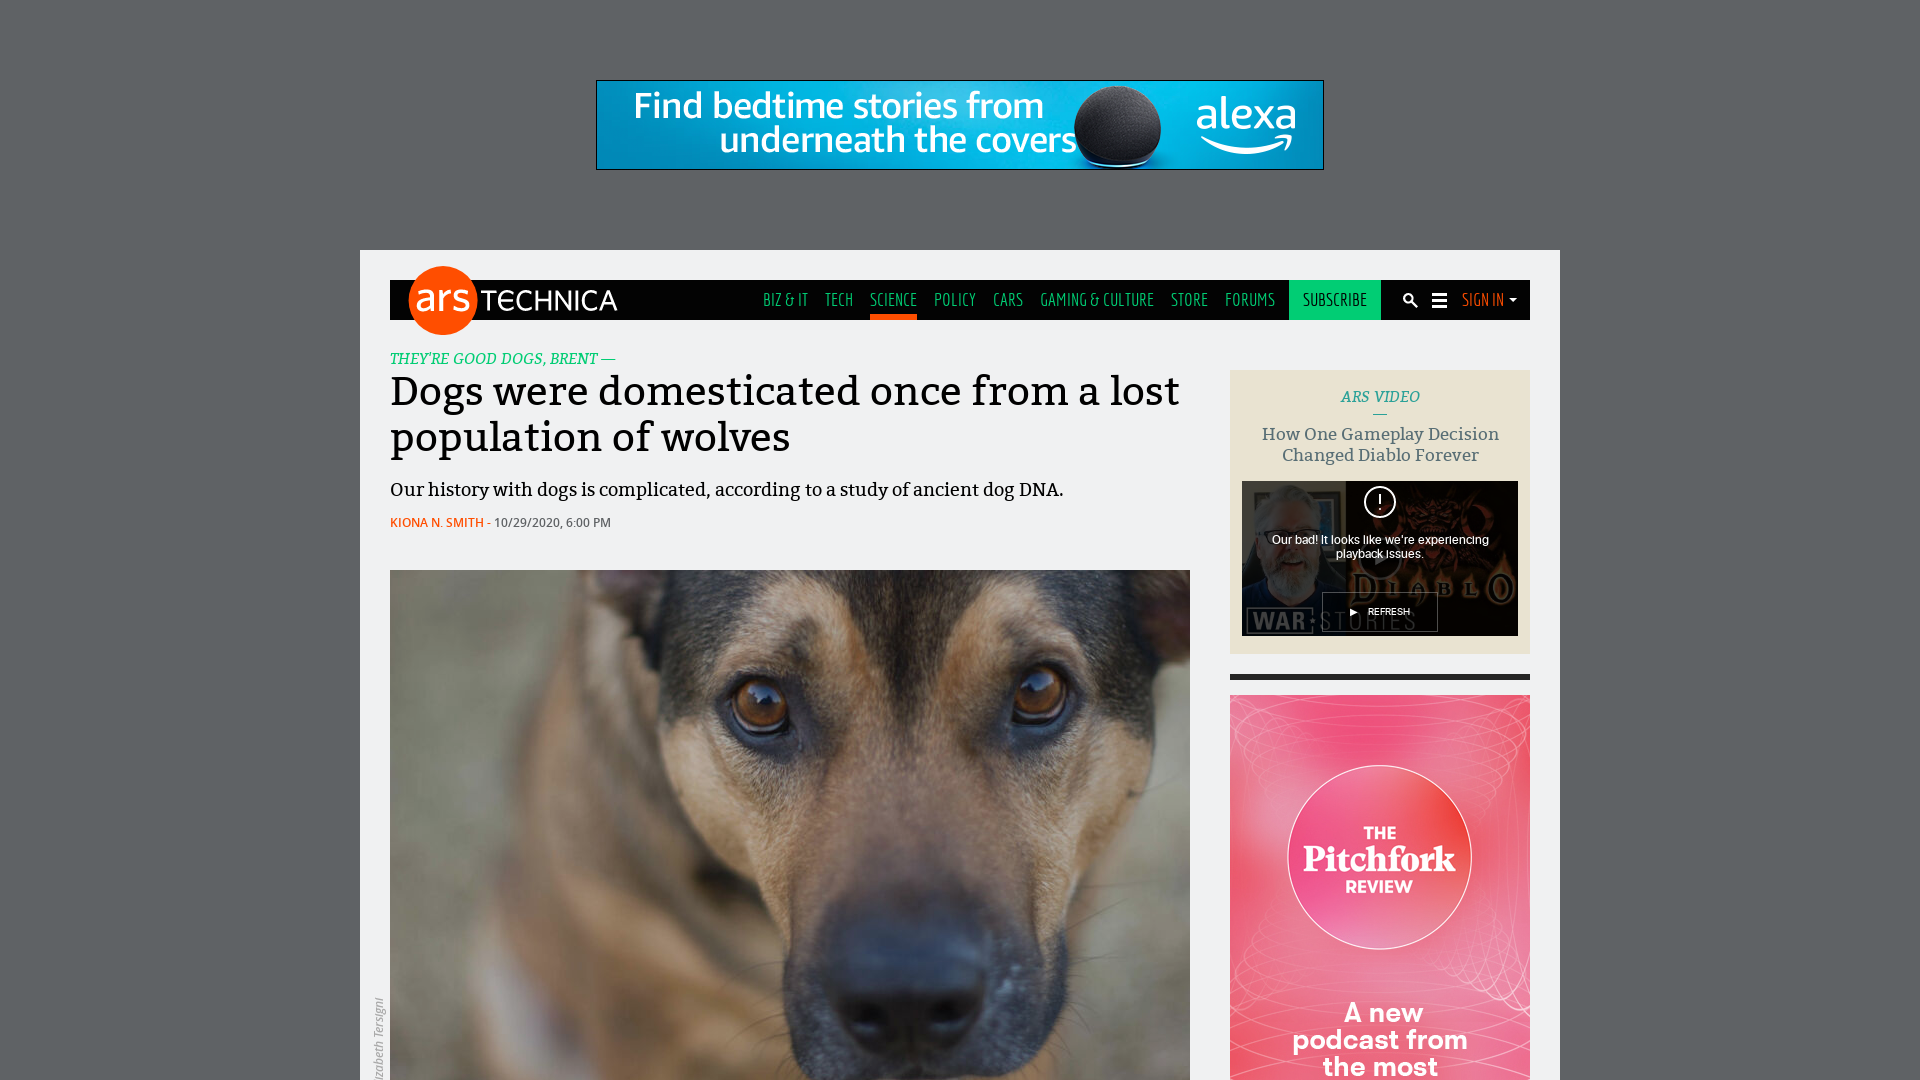 Find bedtime stories from
underneath the covers
alexa
ars TECHNICA
BIZ & IT TECH SCIENCE POLICY CARS GAMING & CULTURE STORE FORUMS SUBSCRIBE SIGN IN
THEY'RE GOOD DOGS, BRENT —
Dogs were domesticated once from a lost
population of wolves
Our history with dogs is complicated, according to a study of ancient dog DNA.
KIONA N. SMITH - 10/29/2020, 6:00 PM
ARS VIDEO
How One Gameplay Decision
Changed Diablo Forever
Our bad! It looks like we're experiencing
playback issues.
DIABLO
REFRESH
WAR STORIES
THE
Pitchfork
REVIEW
A new
podcast from
the most
Tersigni